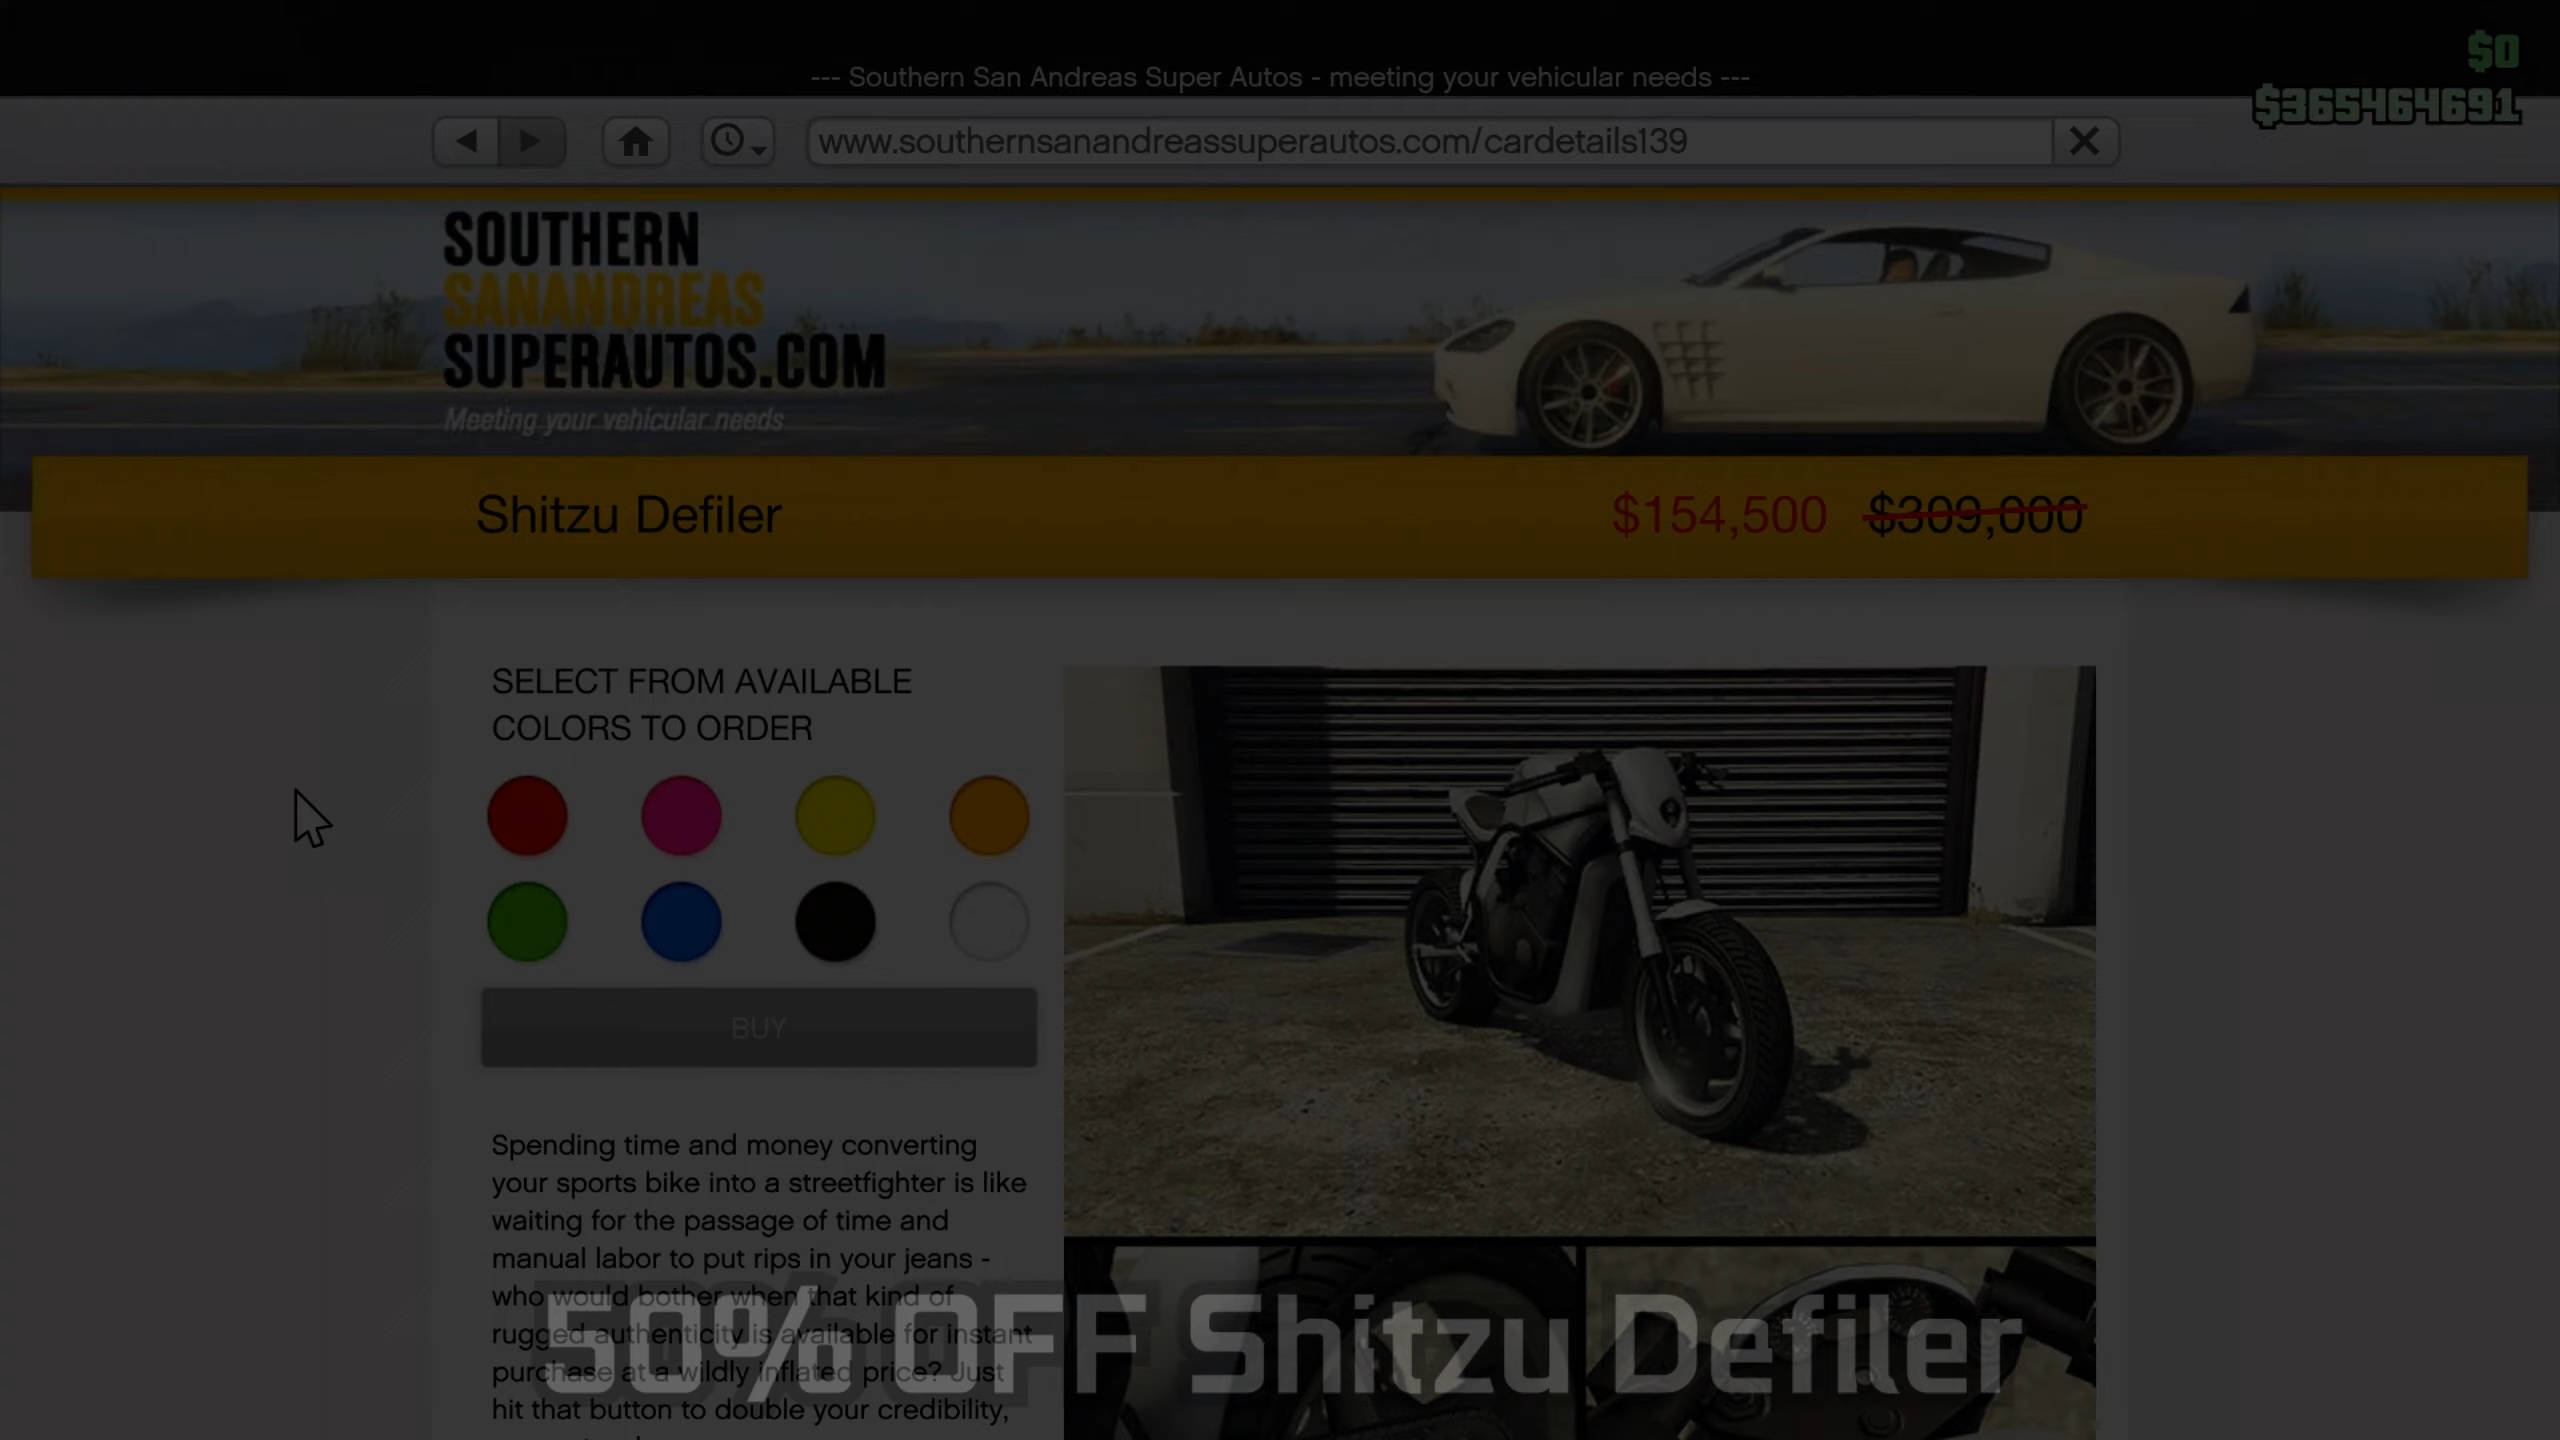 $0
--- Southern San Andreas Super Autos - meeting your vehicular needs ---
$365464691
www.southernsanandreassuperautos.com/cardetails139
SOUTHERN
SANANDREAS
SUPERAUTOS.COM
Meeting your vehicular needs
Shitzu Defiler $154,500 $309,000
SELECT FROM AVAILABLE
COLORS TO ORDER
BUY
Spending time and money converting
your sports bike into a streetfighter is like
waiting for the passage of time and
manual labor to put rips in your jeans -
who would bother when that kind of
rugged authenticity is available for instant
purchase at a wildly inflated price? Just
hit that button to double your credibility,
50% OFF Shitzu Defiler